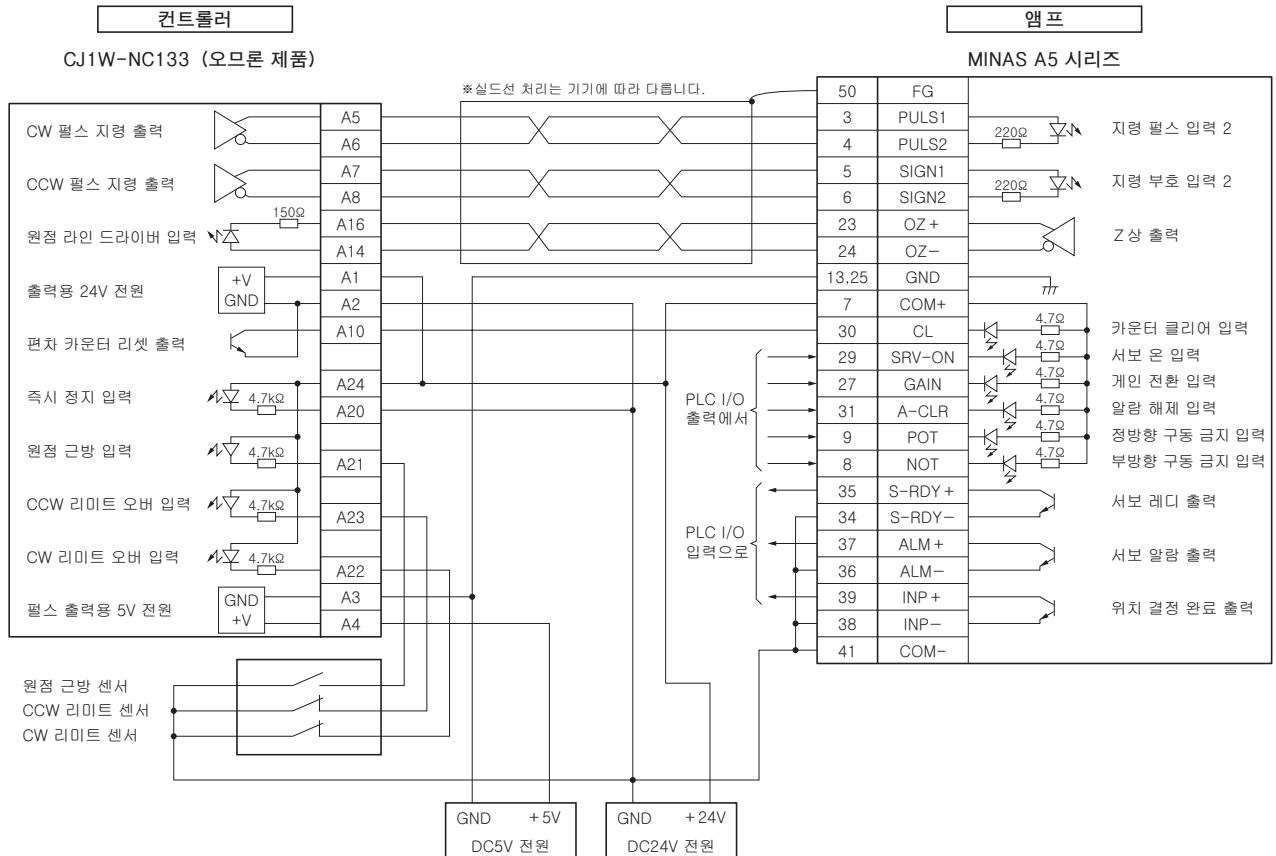 컨트롤러
앰프
CJ1W-NC133 (오므론 제품)
MINAS A5 시리즈
※실드선 처리는 기기에 따라 다릅니다.
CW 펄스 지령 출력
A5
A6
CCW 펄스 지령 출력
A7
A8
150Ω
원점 라인 드라이버 입력
A16
A14
출력용 24V 전원
+V
GND
A1
A2
편차 카운터 리셋 출력
A10
즉시 정지 입력
4.7kΩ
A24
A20
원점 근방 입력
4.7kΩ
A21
CCW 리미트 오버 입력
4.7kΩ
A23
CW 리미트 오버 입력
4.7kΩ
A22
펄스 출력용 5V 전원
GND
+V
A3
A4
50 FG
3 PULS1
4 PULS2
220Ω
지령 펄스 입력 2
5 SIGN1
6 SIGN2
220Ω
지령 부호 입력 2
23 OZ+
24 OZ-
Z상 출력
13,25 GND
7 COM+
30 CL 4.7Ω 카운터 클리어 입력
29 SRV-ON 4.7Ω 서보 온 입력
27 GAIN 4.7Ω 게인 전환 입력
31 A-CLR 4.7Ω 알람 해제 입력
9 POT 4.7Ω 정방향 구동 금지 입력
8 NOT 4.7Ω 부방향 구동 금지 입력
PLC I/O
출력에서
35 S-RDY+
34 S-RDY-
서보 레디 출력
37 ALM+
36 ALM-
서보 알람 출력
39 INP+
38 INP-
위치 결정 완료 출력
41 COM-
PLC I/O
입력으로
원점 근방 센서
CCW 리미트 센서
CW 리미트 센서
GND +5V
DC5V 전원
GND +24V
DC24V 전원